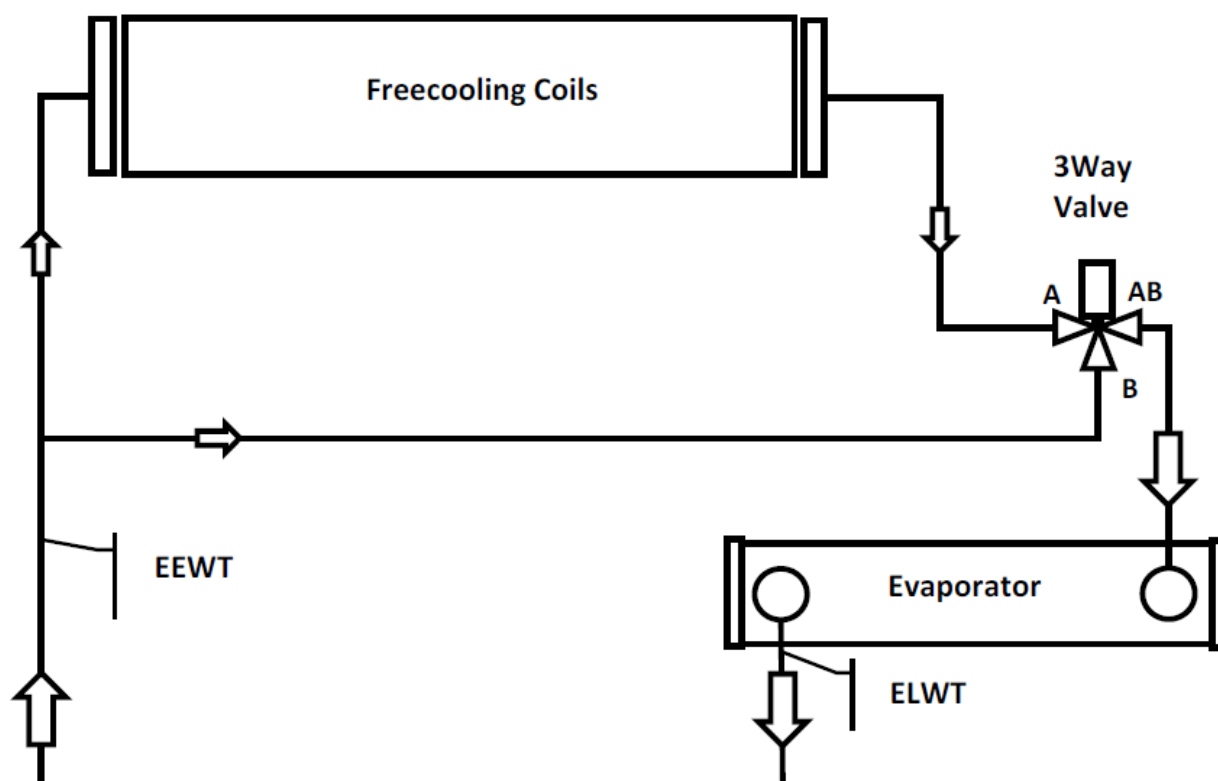 Freecooling Coils
3Way
Valve
A
AB
B
EEWT
Evaporator
ELWT